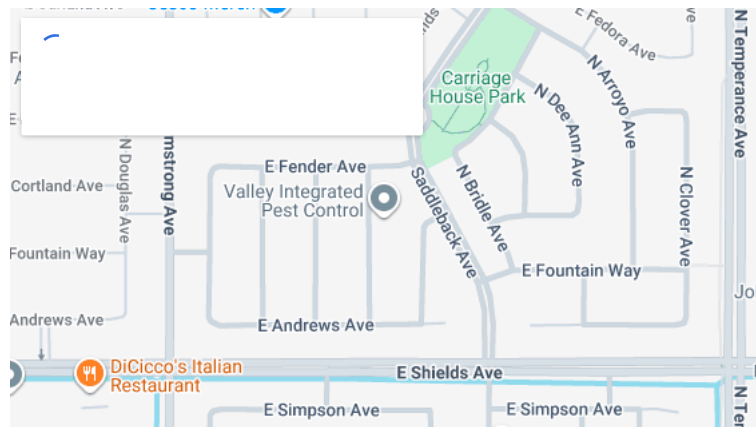 E Fedora Ave
N Temperance Ave
Carriage
House Park
N Arroyo Ave
N Dee Ann Ave
N Douglas Ave
E Fender Ave
Cortland Ave
Valley Integrated
Pest Control
Saddleback Ave
N Bridle Ave
N Clover Ave
Fountain Way
E Fountain Way
Andrews Ave
E Andrews Ave
DiCicco's Italian
Restaurant
E Shields Ave
E Simpson Ave
E Simpson Ave